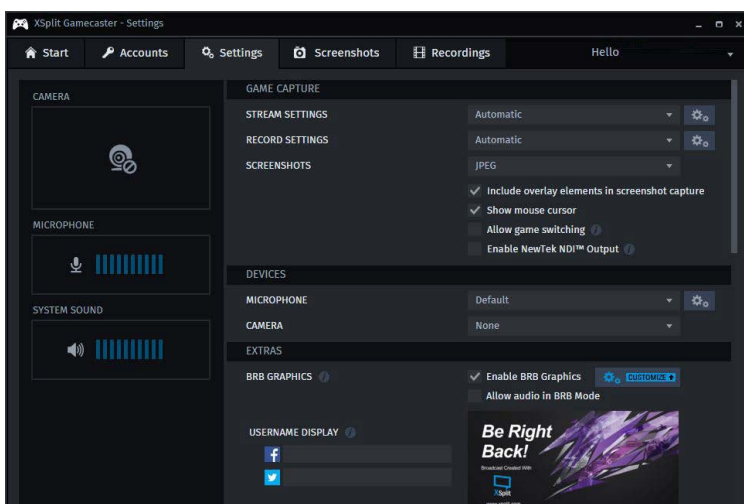 XSplit Gamecaster - Settings
Start
Accounts
Settings
Screenshots
Recordings
Hello
CAMERA
MICROPHONE
SYSTEM SOUND
GAME CAPTURE
STREAM SETTINGS Automatic
RECORD SETTINGS Automatic
SCREENSHOTS JPEG
Include overlay elements in screenshot capture
Show mouse cursor
Allow game switching
Enable NewTek NDI™ Output
DEVICES
MICROPHONE Default
CAMERA None
EXTRAS
BRB GRAPHICS Enable BRB Graphics CUSTOMIZE
Allow audio in BRB Mode
USERNAME DISPLAY
Be Right
Back!
Broadcast Created With
XSplit